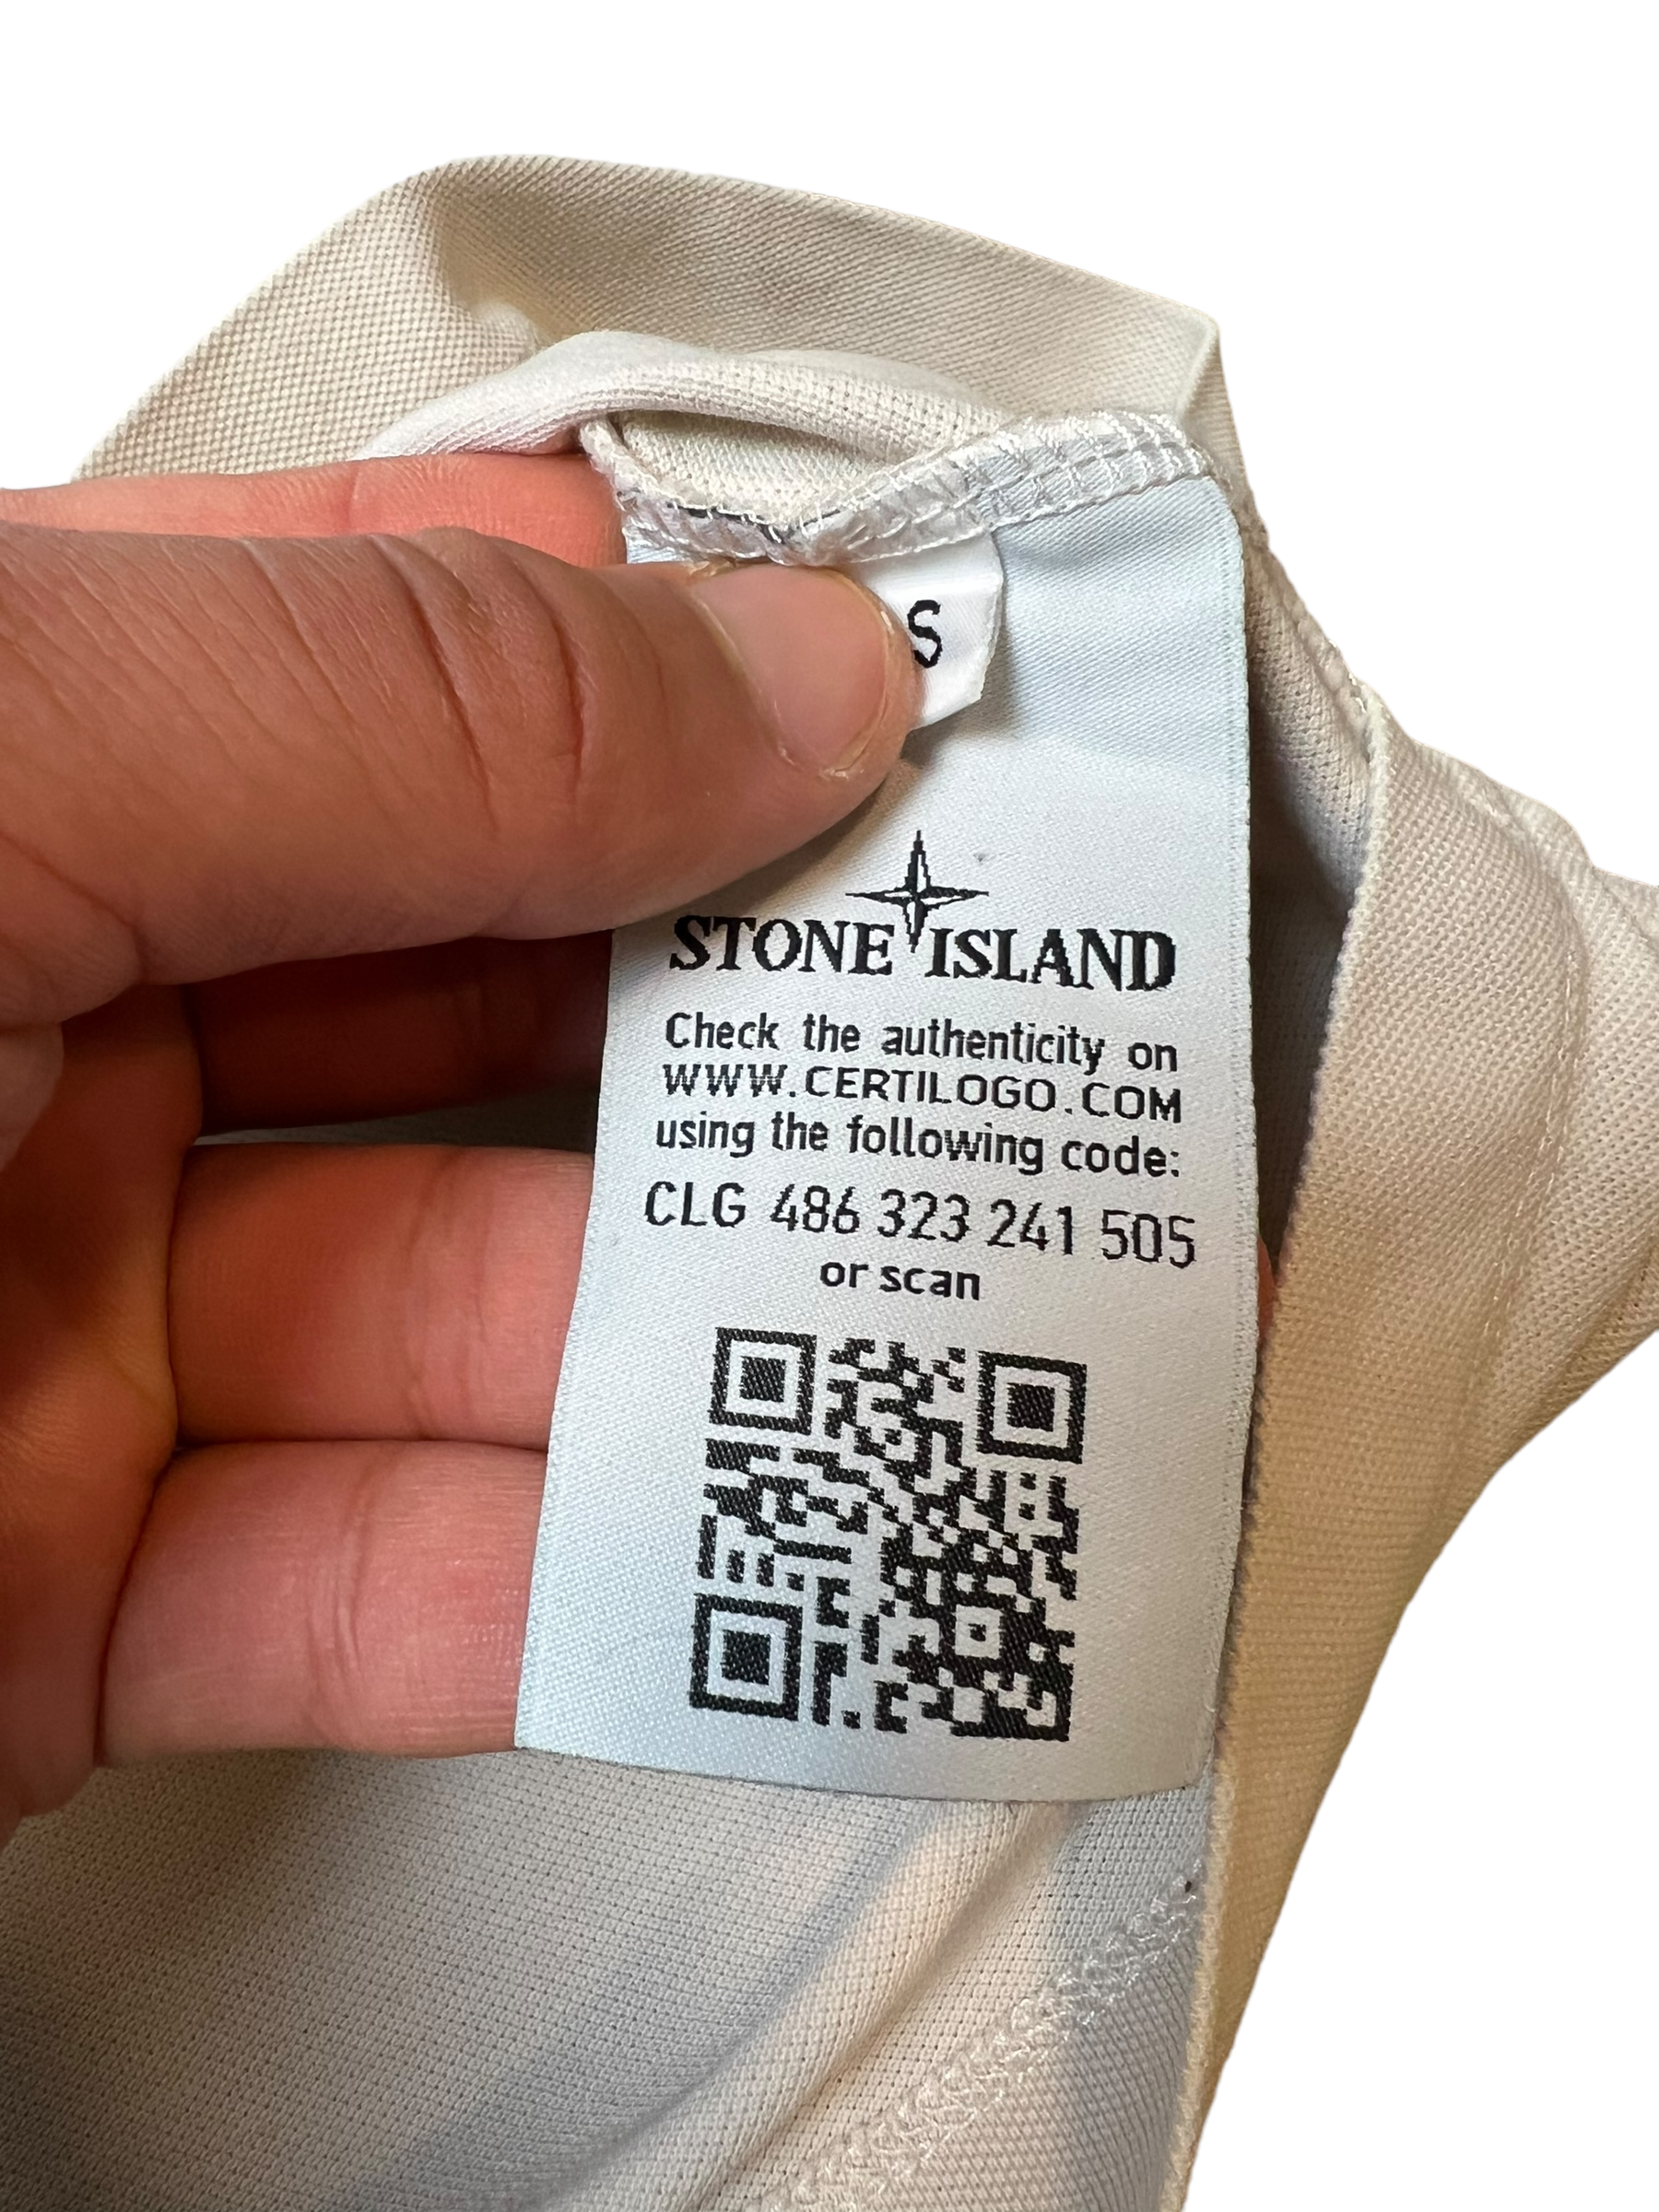 S
STONE ISLAND
Check the authenticity on
WWW.CERTILOGO.COM
using the following code:
CLG 486 323 241 505
or scan